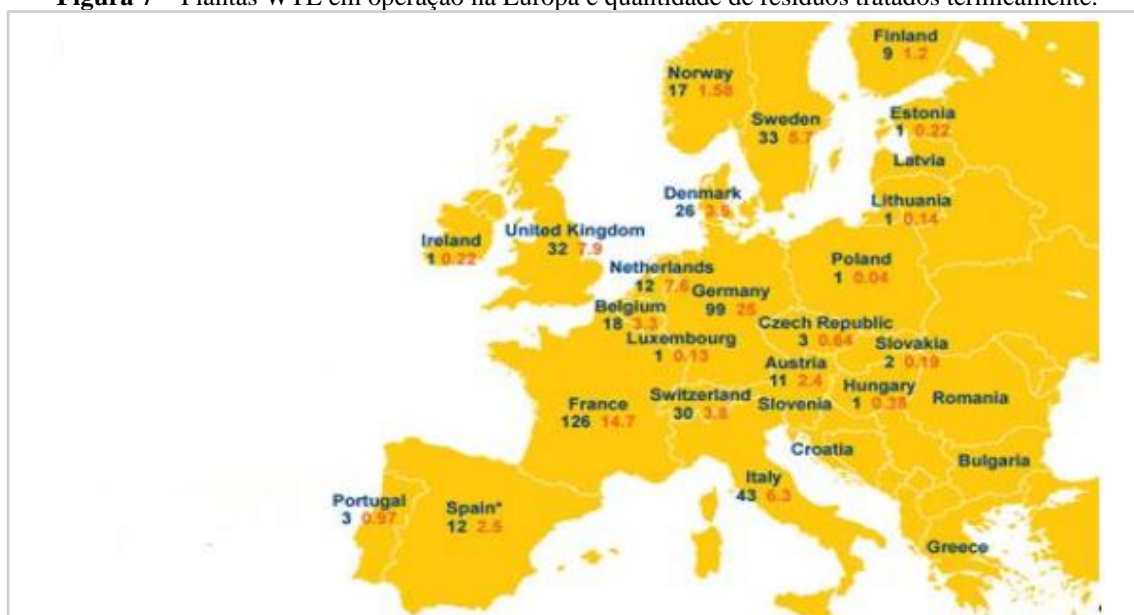 Figura 7 – Plantas WTE em operação na Europa e quantidade de resíduos tratados termicamente.
Finland
9 1.2
Norway
17 1.58
Sweden
33 5.7
Estonia
1 0.22
Latvia
Denmark
26 3.5
Lithuania
1 0.14
Ireland
1 0.22
United Kingdom
32 7.9
Poland
1 0.04
Netherlands
12 7.6
Germany
99 25
Belgium
18 3.3
Czech Republic
3 0.64
Luxembourg
1 0.13
Slovakia
2 0.19
Austria
11 2.4
Hungary
1 0.38
France
126 14.7
Switzerland
30 3.8
Slovenia
Romania
Croatia
Bulgaria
Italy
43 6.3
Portugal
3 0.97
Spain*
12 2.5
Greece